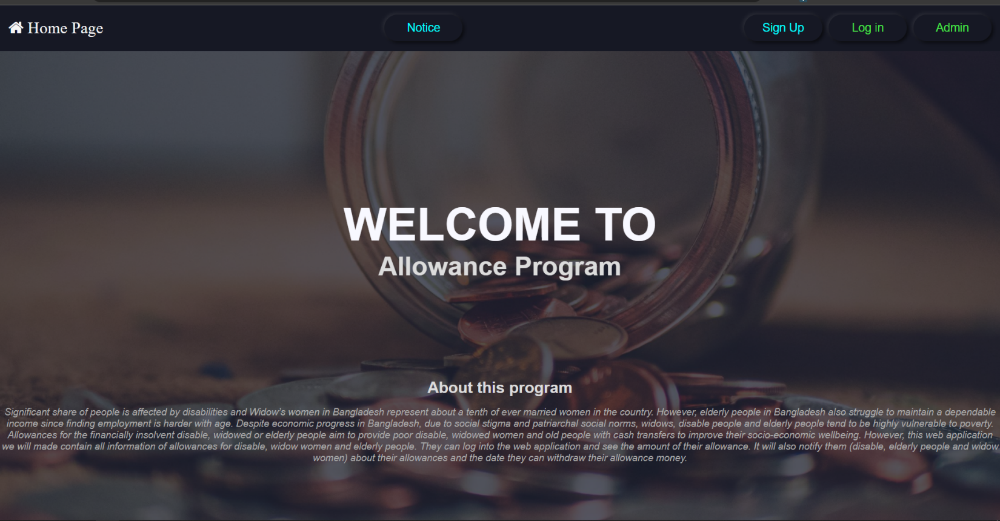 Home Page
Notice
Sign Up
Log in
Admin
WELCOME TO
Allowance Program
About this program
Significant share of people is affected by disabilities and Widow's women in Bangladesh represent about a tenth of ever married women in the country. However, elderly people in Bangladesh also struggle to maintain a dependable
income since finding employment is harder with age. Despite economic progress in Bangladesh, due to social stigma and patriarchal social norms, widows, disable people and elderly people tend to be highly vulnerable to poverty.
Allowances for the financially insolvent disable, widowed or elderly people aim to provide poor disable, widowed women and old people with cash transfers to improve their socio-economic wellbeing. However, this web application
we will made contain all information of allowances for disable, widow women and elderly people. They can log into the web application and see the amount of their allowance. It will also notify them (disable, elderly people and widow
women) about their allowances and the date they can withdraw their allowance money.